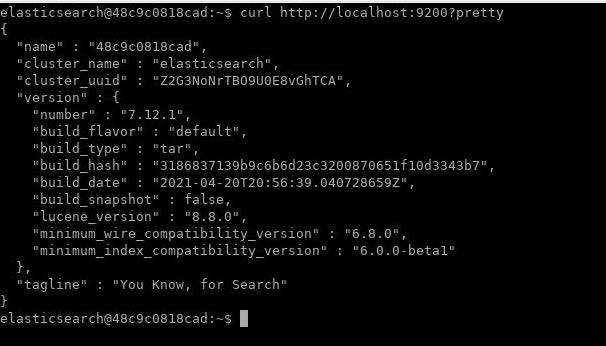 elasticsearch@48c9c0818cad:~$ curl http://localhost:9200?pretty
{
  "name" : "48c9c0818cad",
  "cluster_name" : "elasticsearch",
  "cluster_uuid" : "Z2G3NoNrTBO9U0E8vGhTCA",
  "version" : {
    "number" : "7.12.1",
    "build_flavor" : "default",
    "build_type" : "tar",
    "build_hash" : "3186837139b9c6b6d23c3200870651f10d3343b7",
    "build_date" : "2021-04-20T20:56:39.040728659Z",
    "build_snapshot" : false,
    "lucene_version" : "8.8.0",
    "minimum_wire_compatibility_version" : "6.8.0",
    "minimum_index_compatibility_version" : "6.0.0-beta1"
  },
  "tagline" : "You Know, for Search"
}
elasticsearch@48c9c0818cad:~$